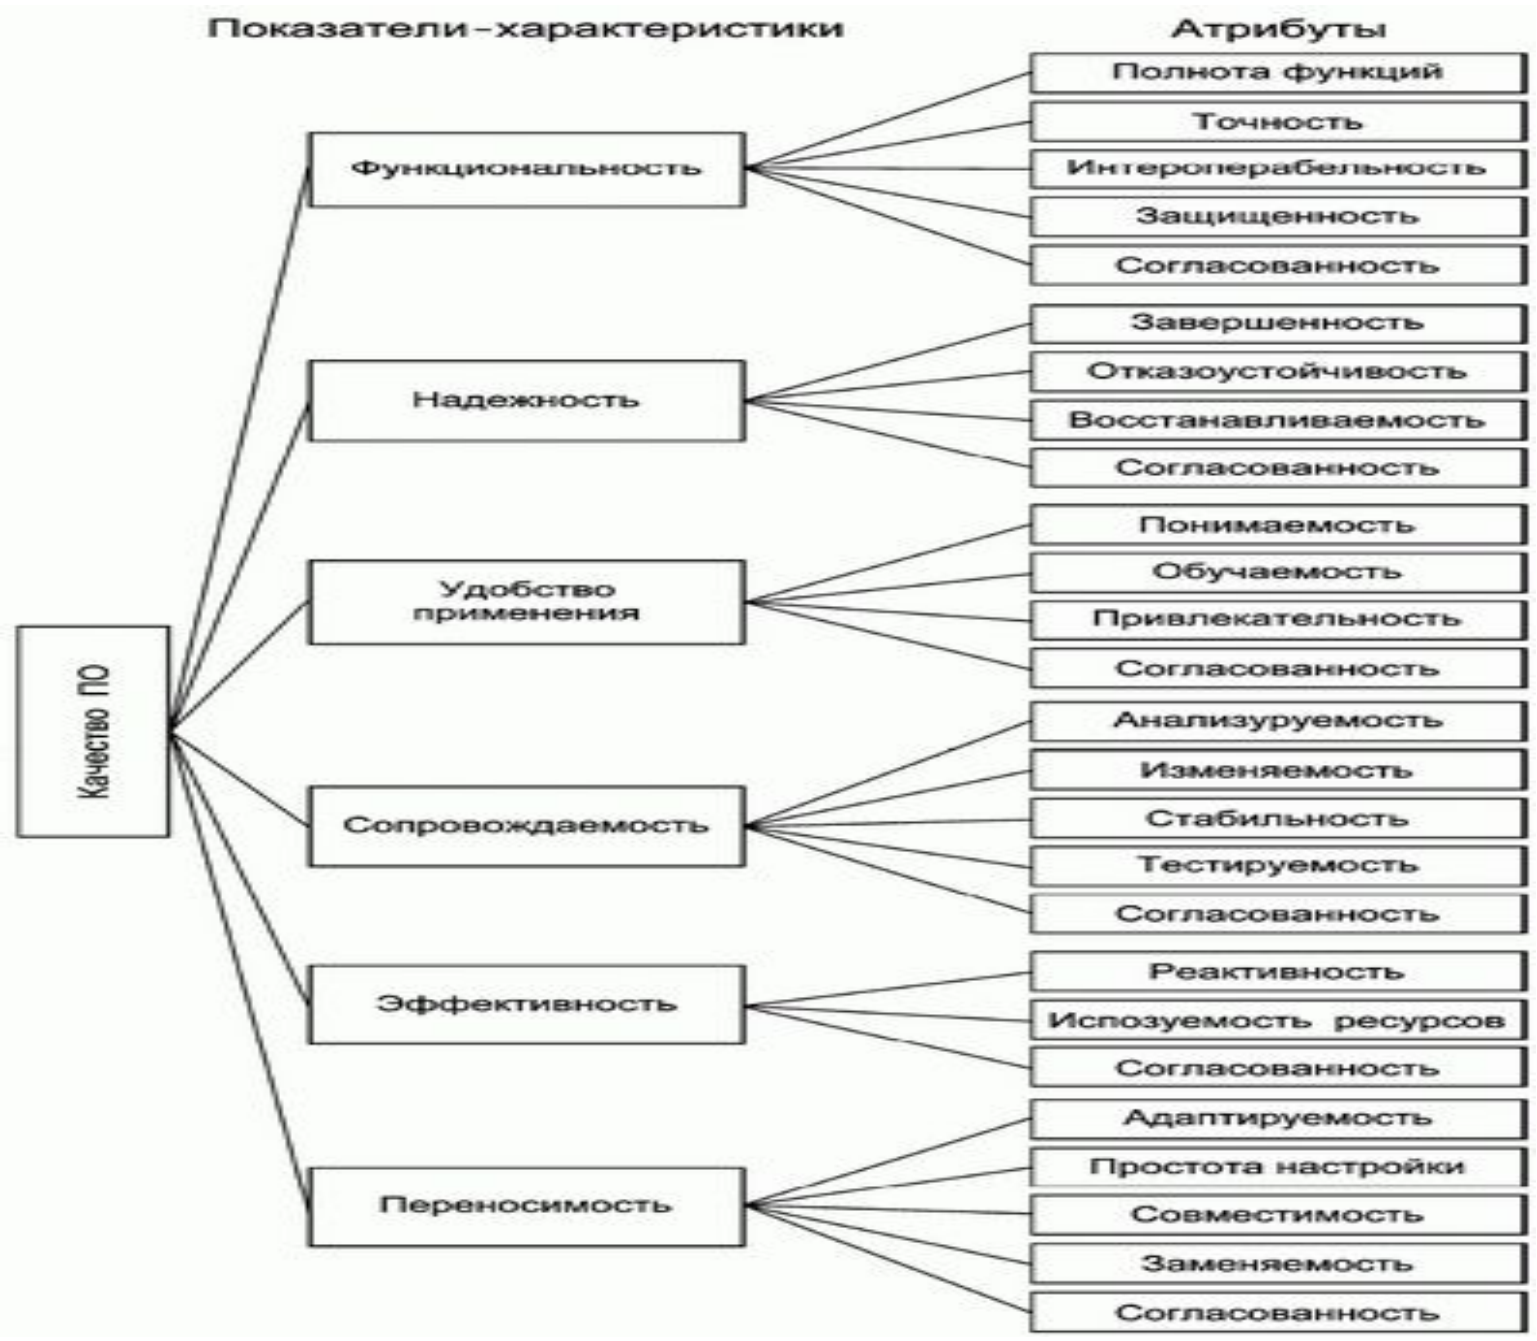 Показатели-характеристики
Атрибуты
Качество ПО
Функциональность
Полнота функций
Точность
Интероперабельность
Защищенность
Согласованность
Надежность
Завершенность
Отказоустойчивость
Восстанавливаемость
Согласованность
Удобство
применения
Понимаемость
Обучаемость
Привлекательность
Согласованность
Сопровождаемость
Анализуруемость
Изменяемость
Стабильность
Тестируемость
Согласованность
Эффективность
Реактивность
Испозуемость ресурсов
Согласованность
Переносимость
Адаптируемость
Простота настройки
Совместимость
Заменяемость
Согласованность